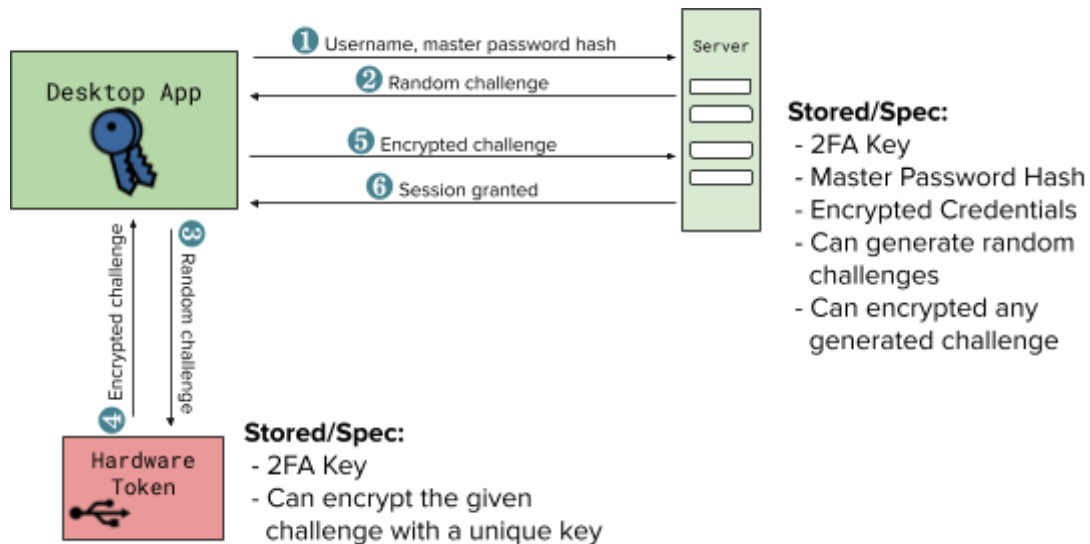 1 Username, master password hash
Server
2 Random challenge
Desktop App
5 Encrypted challenge
6 Session granted
Stored/Spec:
- 2FA Key
- Master Password Hash
- Encrypted Credentials
- Can generate random
challenges
- Can encrypted any
generated challenge
3 Random challenge
4 Encrypted challenge
Hardware
Token
Stored/Spec:
- 2FA Key
- Can encrypt the given
challenge with a unique key